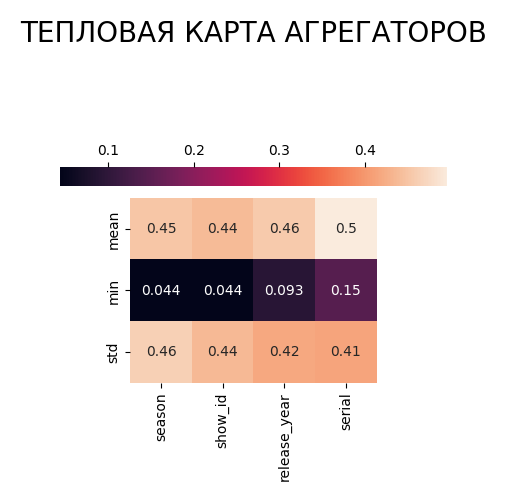 ТЕПЛОВАЯ КАРТА АГРЕГАТОРОВ
0.1 0.2 0.3 0.4
mean 0.45 0.44 0.46 0.5
min 0.044 0.044 0.093 0.15
std 0.46 0.44 0.42 0.41
season show_id release_year serial